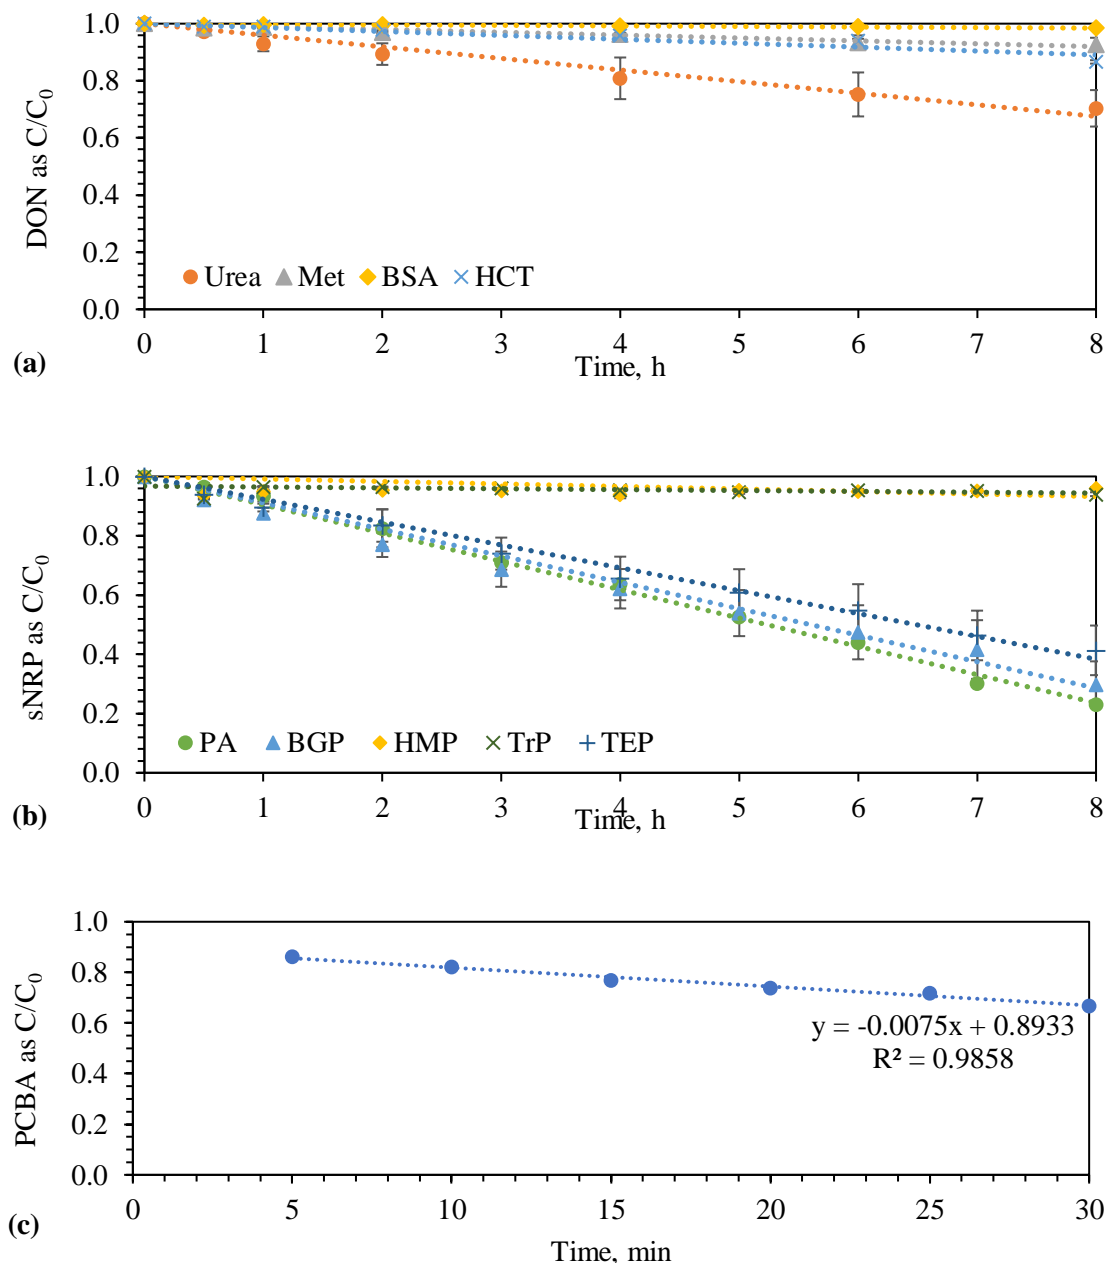 DON as C/C0
1.0
0.8
0.6
0.4
0.2
0.0
Urea Met BSA HCT
0 1 2 3 4 5 6 7 8
Time, h
(a)
sNRP as C/C0
1.0
0.8
0.6
0.4
0.2
0.0
PA BGP HMP TrP TEP
0 1 2 3 4 5 6 7 8
Time, h
(b)
PCBA as C/C0
1.0
0.8
0.6
0.4
0.2
0.0
y = -0.0075x + 0.8933
R² = 0.9858
0 5 10 15 20 25 30
(c)
Time, min